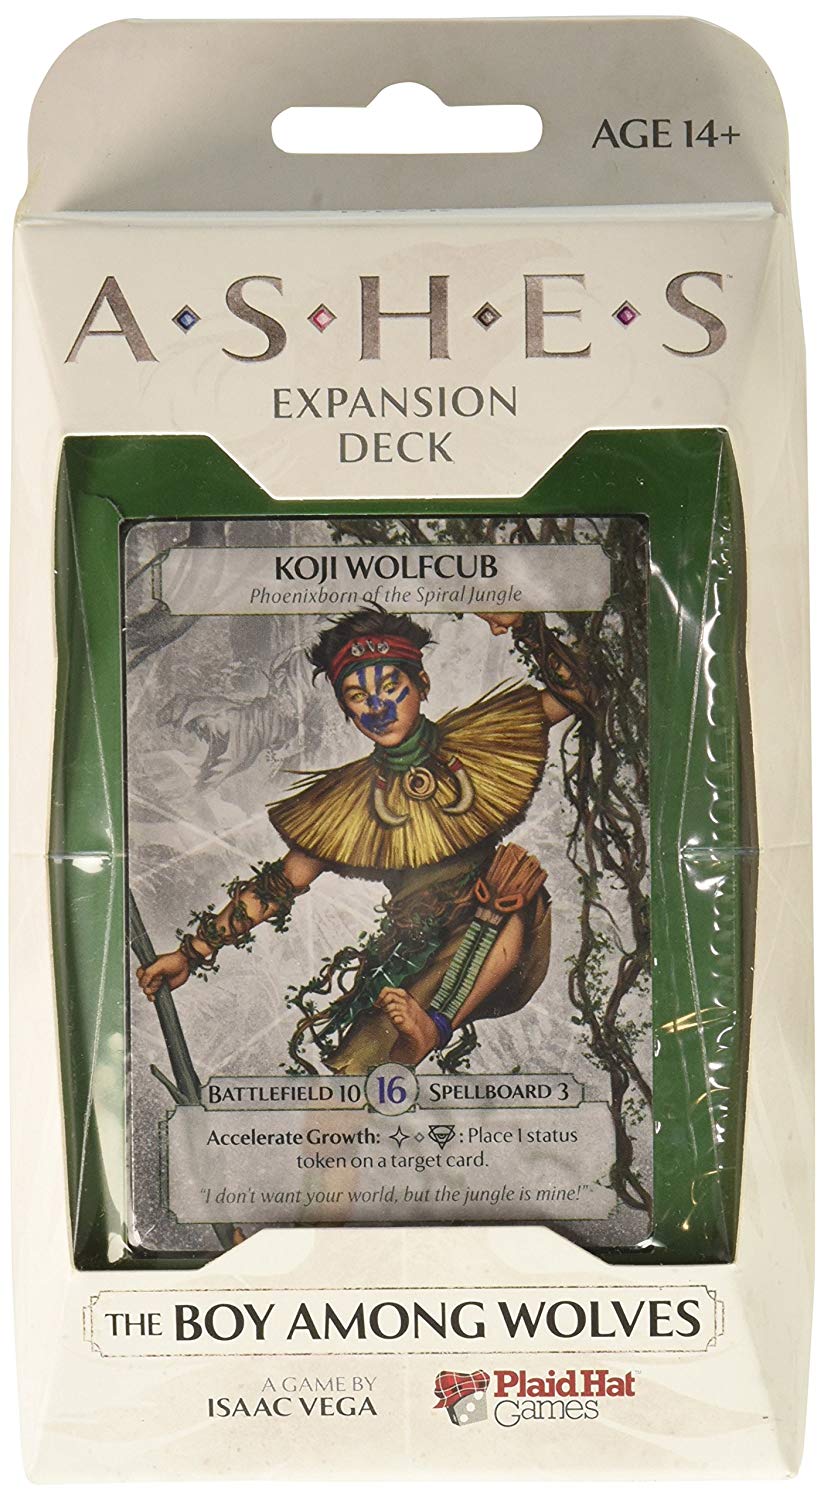 AGE 14+
A·S·H·E·S™
EXPANSION
DECK
KOJI WOLFCUB
Phoenixborn of the Spiral Jungle
BATTLEFIELD 10 16 SPELLBOARD 3
Accelerate Growth: : Place 1 status
token on a target card.
"I don't want your world, but the jungle is mine!"
THE BOY AMONG WOLVES
A GAME BY
ISAAC VEGA
Plaid Hat™
Games